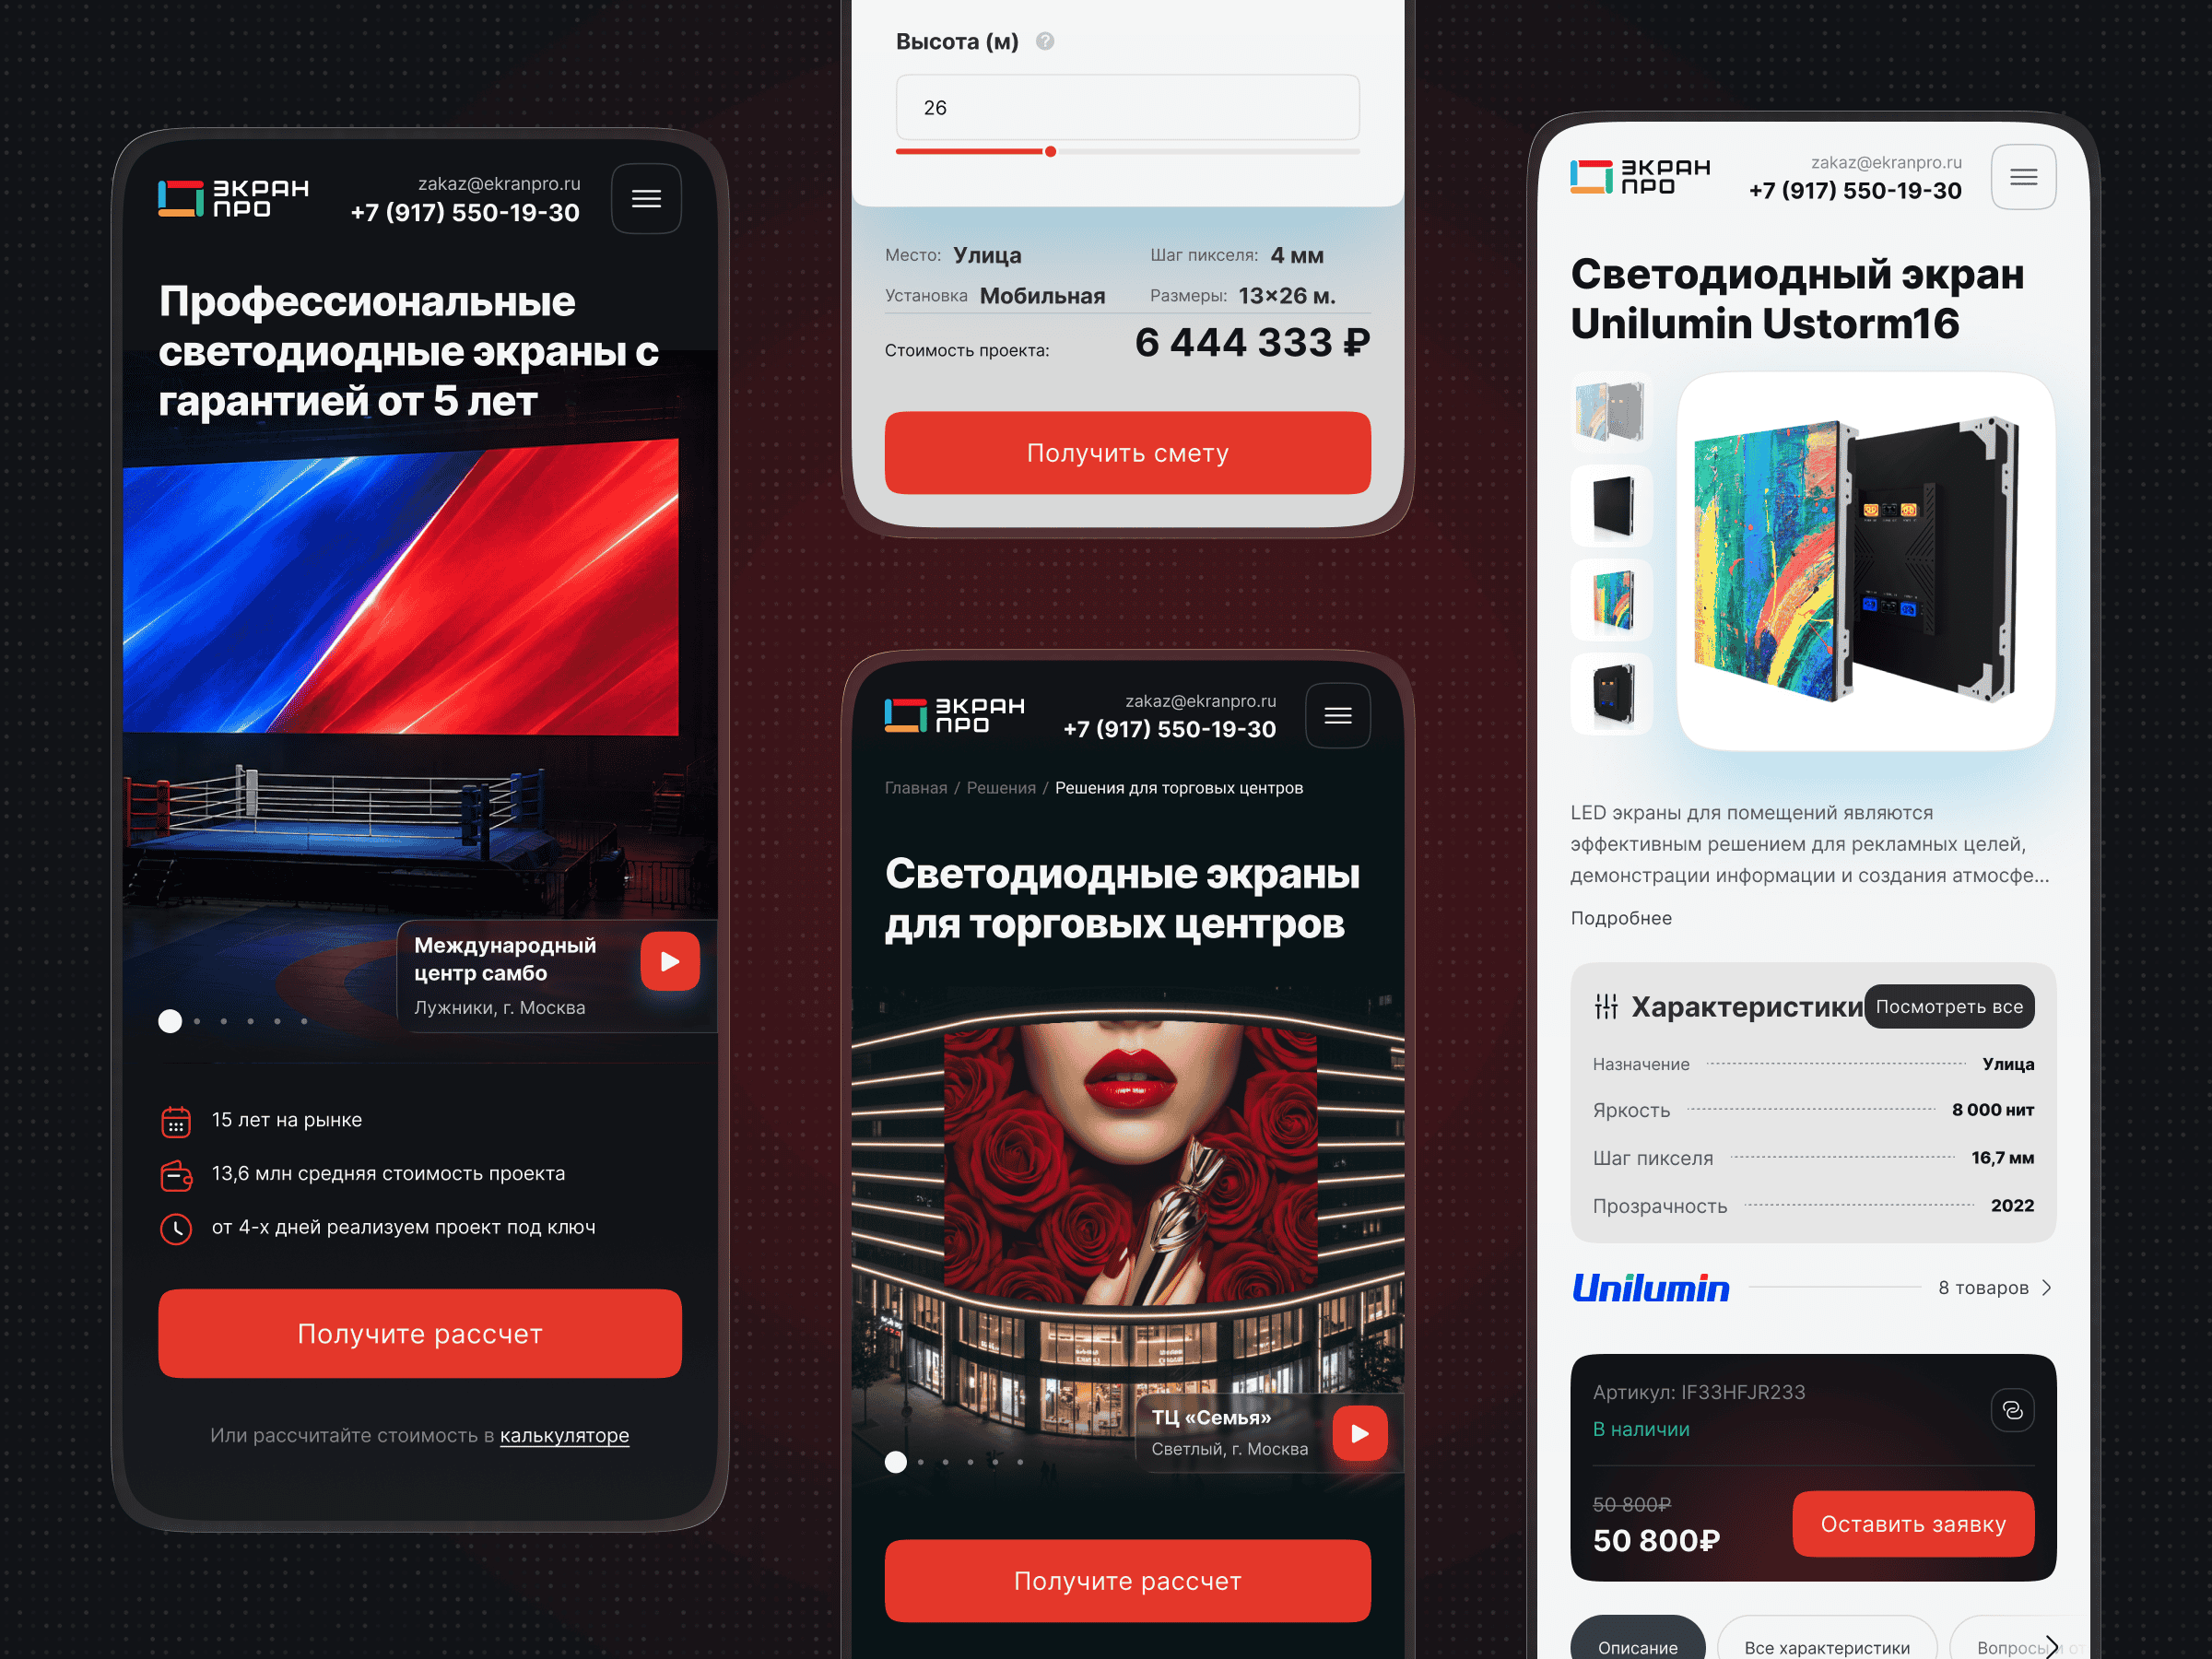 ЭКРАН
ПРО
zakaz@ekranpro.ru
+7 (917) 550-19-30
Профессиональные
светодиодные экраны с
гарантией от 5 лет
Международный
центр самбо
Лужники, г. Москва
15 лет на рынке
13,6 млн средняя стоимость проекта
от 4-х дней реализуем проект под ключ
Получите рассчет
Или рассчитайте стоимость в калькуляторе
Высота (м) ?
26
Место: Улица
Шаг пикселя: 4 мм
Установка Мобильная
Размеры: 13×26 м.
Стоимость проекта: 6 444 333 ₽
Получить смету
ЭКРАН
ПРО
zakaz@ekranpro.ru
+7 (917) 550-19-30
Главная / Решения / Решения для торговых центров
Светодиодные экраны
для торговых центров
ТЦ «Семья»
Светлый, г. Москва
Получите рассчет
ЭКРАН
ПРО
zakaz@ekranpro.ru
+7 (917) 550-19-30
Светодиодный экран
Unilumin Ustorm16
LED экраны для помещений являются
эффективным решением для рекламных целей,
демонстрации информации и создания атмосфе...
Подробнее
Характеристики Посмотреть все
Назначение Улица
Яркость 8 000 нит
Шаг пикселя 16,7 мм
Прозрачность 2022
Unilumin 8 товаров
Артикул: IF33HFJR233
В наличии
50 800₽
50 800₽
Оставить заявку
Описание Все характеристики Вопросы и от